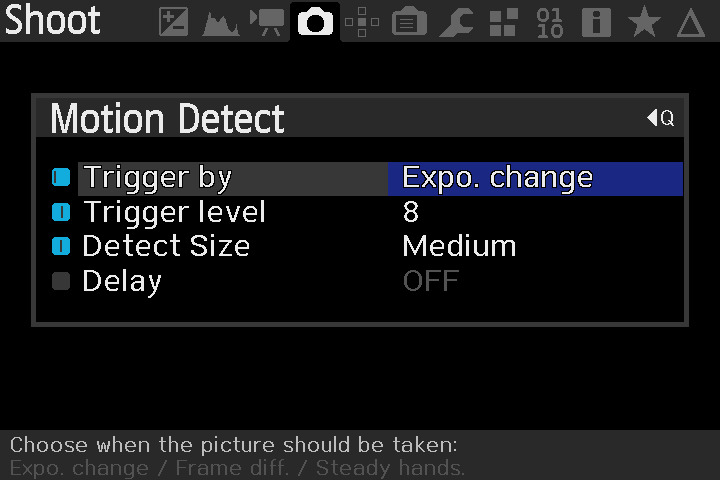 Shoot
01
10
Motion Detect
Q
Trigger by Expo. change
Trigger level 8
Detect Size Medium
Delay OFF
Choose when the picture should be taken:
Expo. change / Frame diff. / Steady hands.